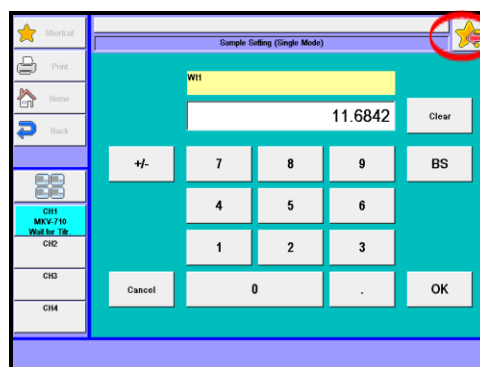 Shortcut
Sample Setting (Single Mode)
Print
Home
Back
Wt1
11.6842
Clear
+/-
7
8
9
BS
4
5
6
1
2
3
Cancel
0
.
OK
CH1
MKV-710
Wait for Titr.
CH2
CH3
CH4